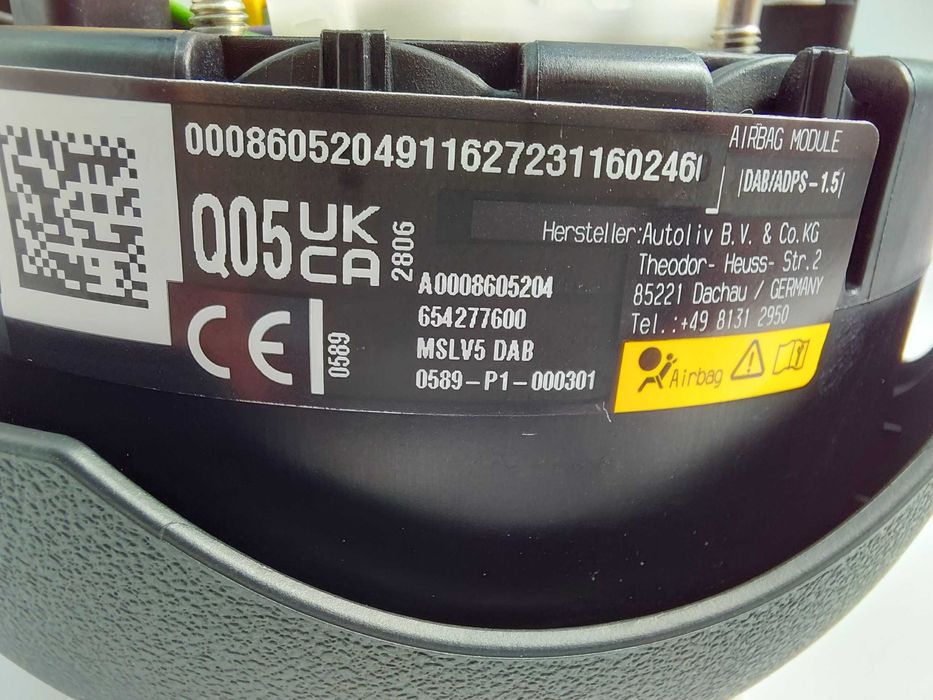 00086052049116272311602460
AIRBAG MODULE
|DAB/ADPS-1.5|
Q05 UK CA 2806
Hersteller:Autoliv B.V. & Co.KG
Theodor- Heuss- Str.2
85221 Dachau / GERMANY
Tel.:+49 8131 2950
A0008605204
654277600
MSLV5 DAB
0589-P1-000301
CE 0589
Airbag